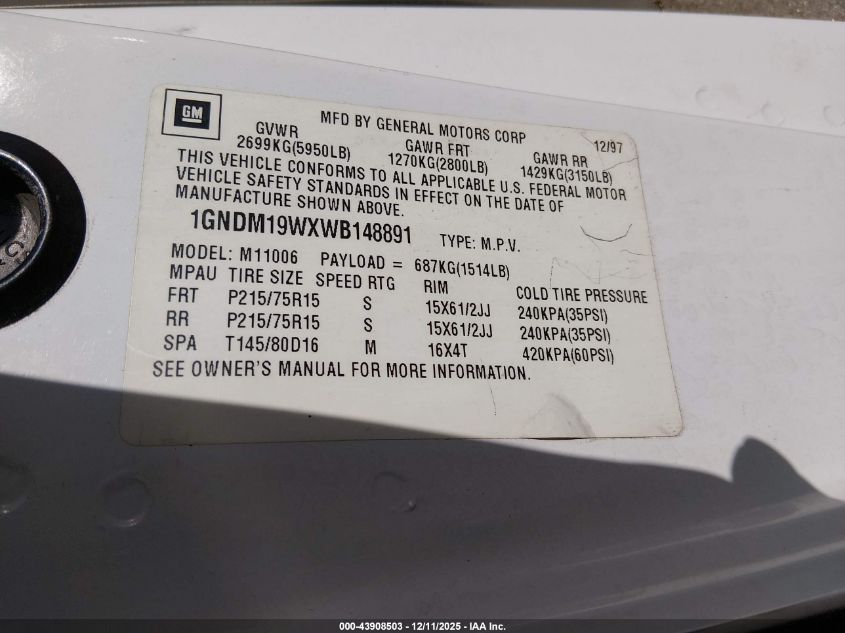 GM
MFD BY GENERAL MOTORS CORP 12/97
GVWR GAWR FRT GAWR RR
2699KG(5950LB) 1270KG(2800LB) 1429KG(3150LB)
THIS VEHICLE CONFORMS TO ALL APPLICABLE U.S. FEDERAL MOTOR
VEHICLE SAFETY STANDARDS IN EFFECT ON THE DATE OF
MANUFACTURE SHOWN ABOVE.
1GNDM19WXWB148891 TYPE: M.P.V.
MODEL: M11006 PAYLOAD = 687KG(1514LB)
MPAU TIRE SIZE SPEED RTG RIM COLD TIRE PRESSURE
FRT P215/75R15 S 15X61/2JJ 240KPA(35PSI)
RR P215/75R15 S 15X61/2JJ 240KPA(35PSI)
SPA T145/80D16 M 16X4T 420KPA(60PSI)
SEE OWNER'S MANUAL FOR MORE INFORMATION.
000-43908503 - 12/11/2025 - IAA Inc.